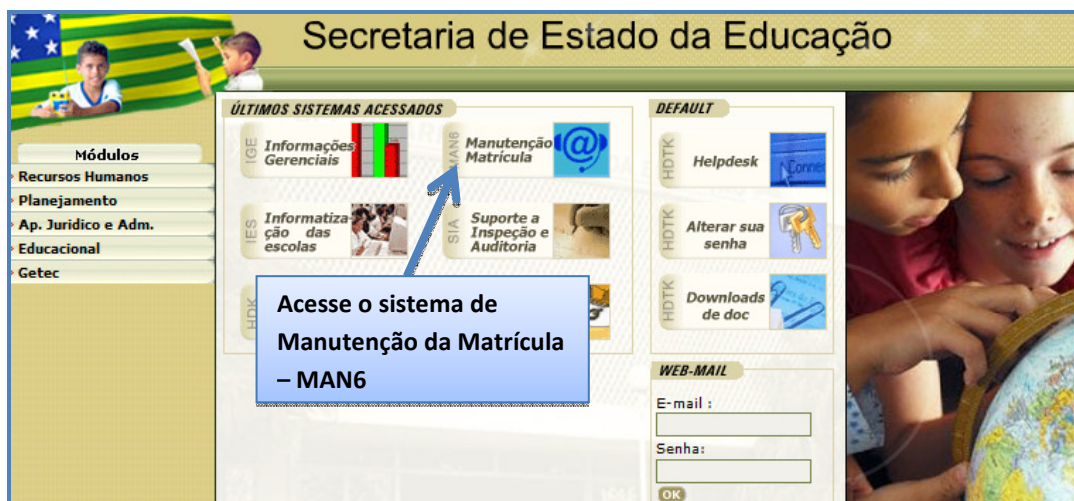 Secretaria de Estado da Educação
Módulos
Recursos Humanos
Planejamento
Ap. Juridico e Adm.
Educacional
Getec
ÚLTIMOS SISTEMAS ACESSADOS
IGE
Informações
Gerenciais
MAN6
Manutenção
Matrícula
IES
Informatiza-
ção das
escolas
SIA
Suporte a
Inspeção e
Auditoria
HDK
Acesse o sistema de
Manutenção da Matrícula
– MAN6
DEFAULT
HDTK
Helpdesk
Connec
HDTK
Alterar sua
senha
HDTK
Downloads
de doc
WEB-MAIL
E-mail :
Senha:
OK